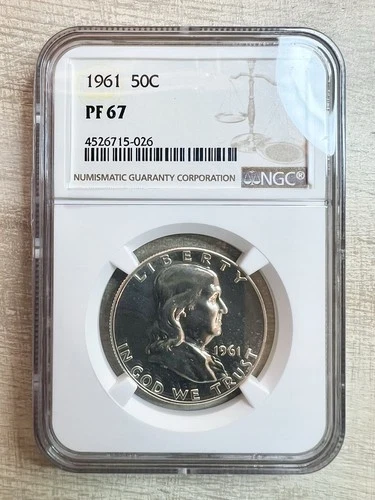 1961 50C
PF 67
4526715-026
NUMISMATIC GUARANTY CORPORATION NGC®
LIBERTY
1961
IN GOD WE TRUST